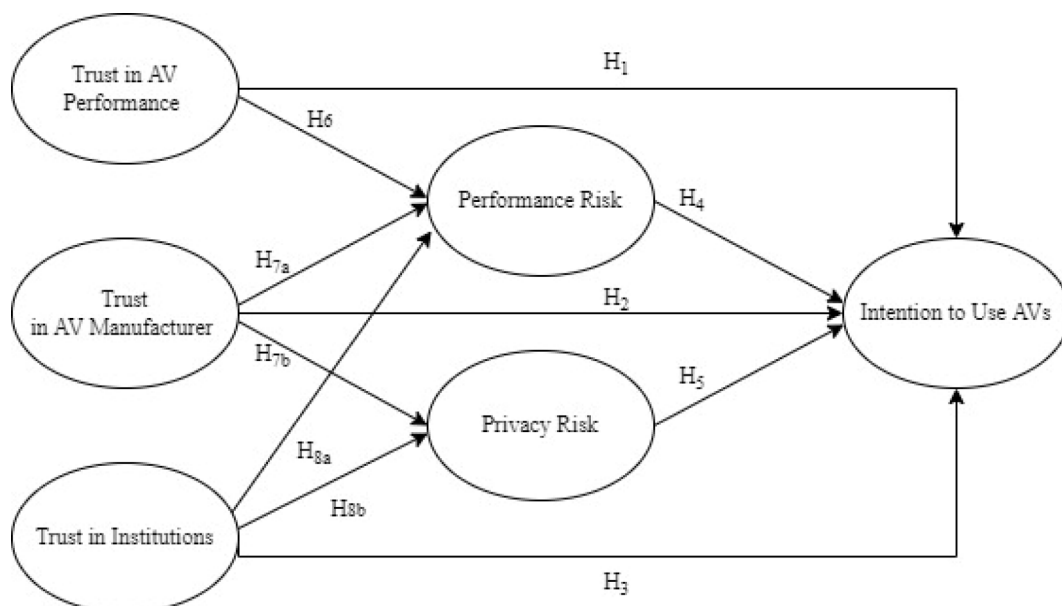 H₁
Trust in AV
Performance
H6
Performance Risk
H₄
H₇ₐ
Trust
in AV Manufacturer
H₂
Intention to Use AVs
H7b
H₅
Privacy Risk
H₈ₐ
H8b
Trust in Institutions
H₃